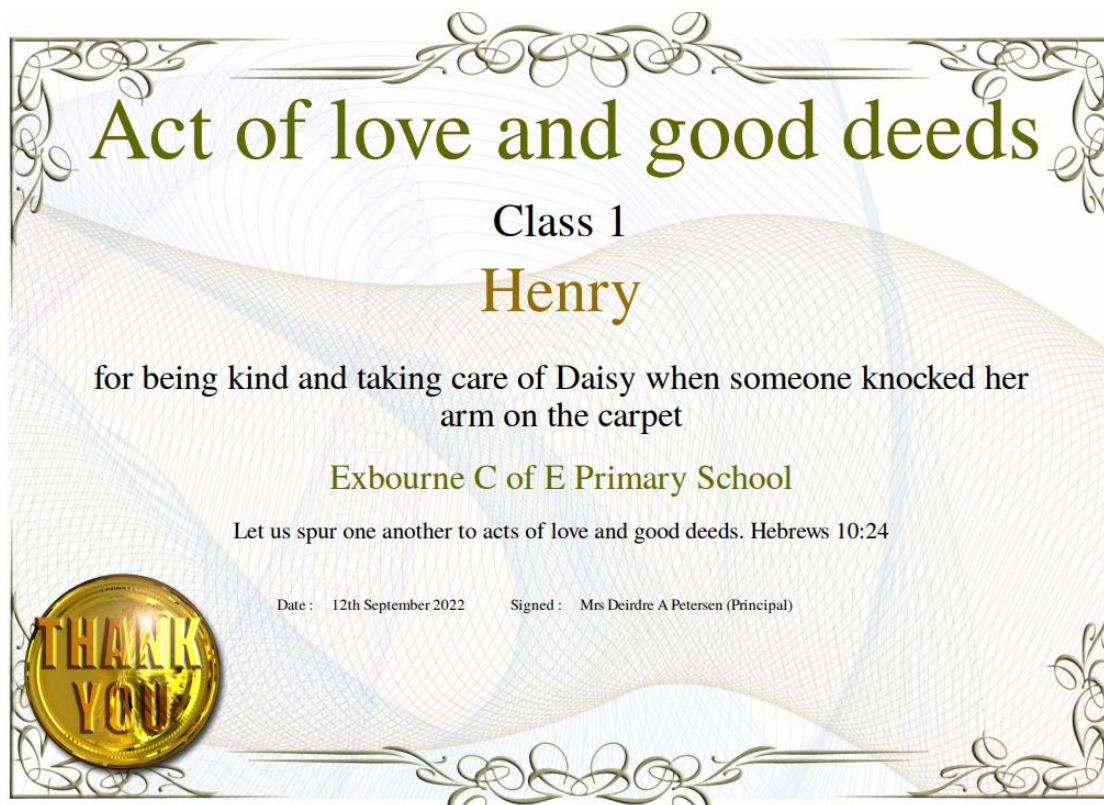 Act of love and good deeds
Class 1
Henry
for being kind and taking care of Daisy when someone knocked her
arm on the carpet
Exbourne C of E Primary School
Let us spur one another to acts of love and good deeds. Hebrews 10:24
Date : 12th September 2022 Signed : Mrs Deirdre A Petersen (Principal)
THANK
YOU